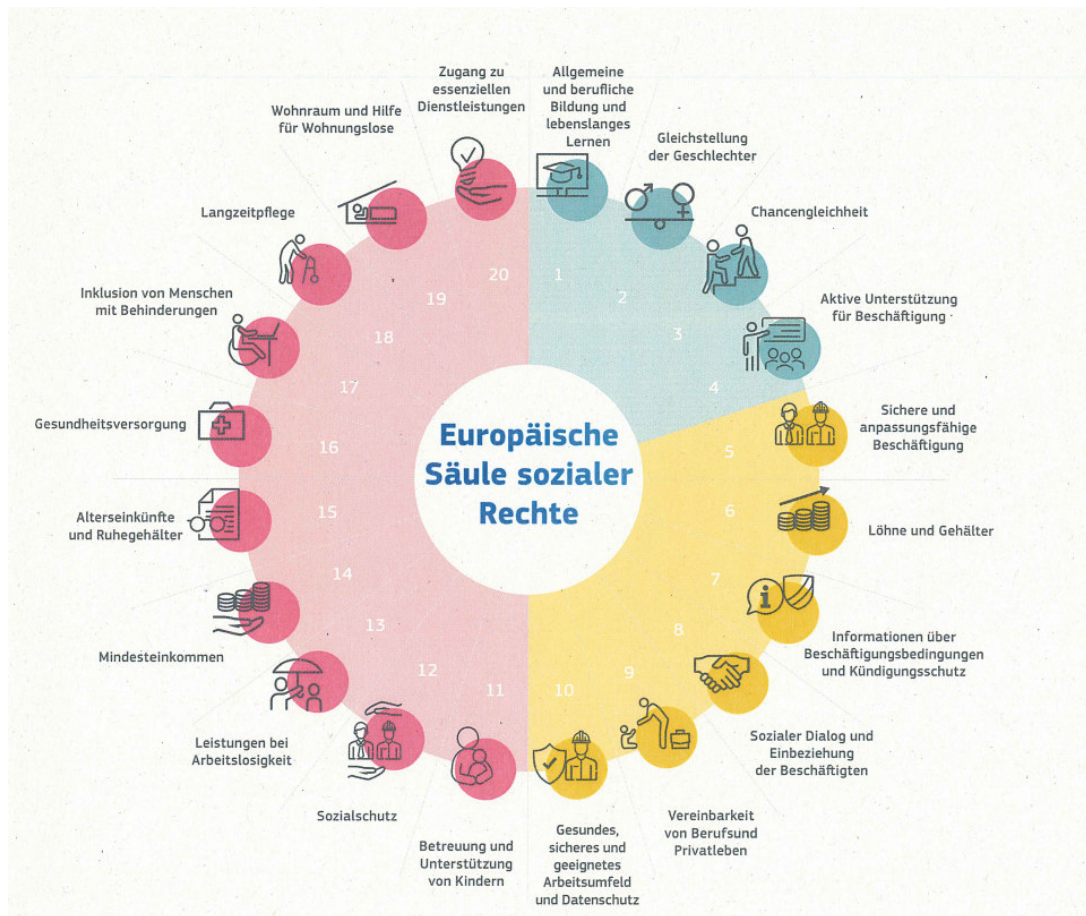 Europäische
Säule sozialer
Rechte
1
Allgemeine
und berufliche
Bildung und
lebenslanges
Lernen
2
Gleichstellung
der Geschlechter
3
Chancengleichheit
4
Aktive Unterstützung
für Beschäftigung
5
Sichere und
anpassungsfähige
Beschäftigung
6
Löhne und Gehälter
7
Informationen über
Beschäftigungsbedingungen
und Kündigungsschutz
8
Sozialer Dialog und
Einbeziehung
der Beschäftigten
9
Vereinbarkeit
von Berufsund
Privatleben
10
Gesundes,
sicheres und
geeignetes
Arbeitsumfeld
und Datenschutz
11
Betreuung und
Unterstützung
von Kindern
12
Sozialschutz
13
Leistungen bei
Arbeitslosigkeit
14
Mindesteinkommen
15
Alterseinkünfte
und Ruhegehälter
16
Gesundheitsversorgung
17
Inklusion von Menschen
mit Behinderungen
18
Langzeitpflege
19
Wohnraum und Hilfe
für Wohnungslose
20
Zugang zu
essenziellen
Dienstleistungen
i